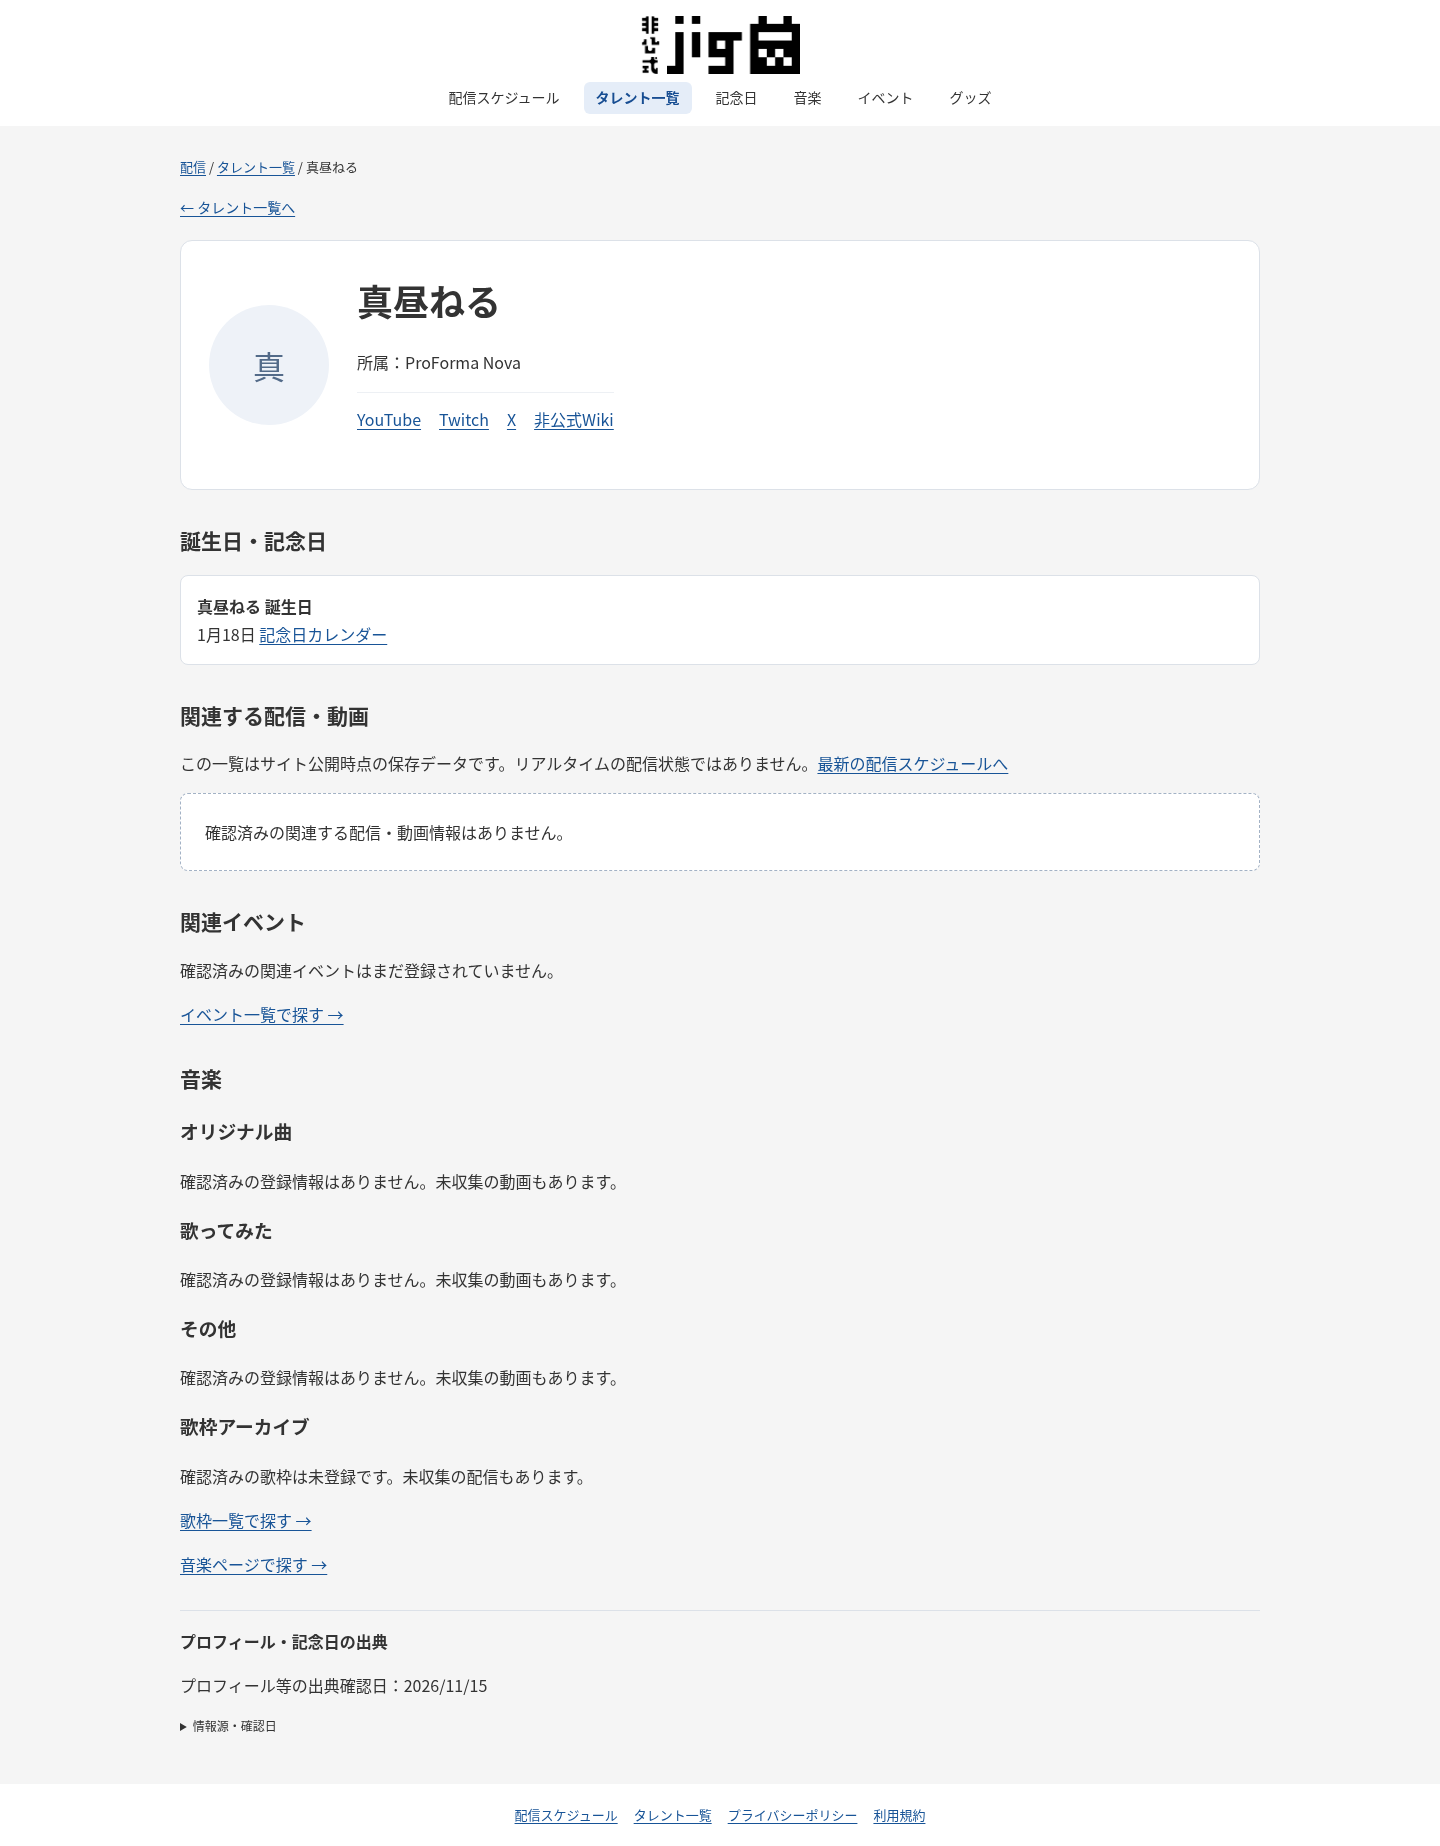 非公式 jig凿
配信スケジュール タレント一覧 記念日 音楽 イベント グッズ
配信 / タレント一覧 / 真昼ねる
← タレント一覧へ
真
真昼ねる
所属：ProForma Nova
YouTube Twitch X 非公式Wiki
誕生日・記念日
真昼ねる 誕生日
1月18日 記念日カレンダー
関連する配信・動画
この一覧はサイト公開時点の保存データです。リアルタイムの配信状態ではありません。最新の配信スケジュールへ
確認済みの関連する配信・動画情報はありません。
関連イベント
確認済みの関連イベントはまだ登録されていません。
イベント一覧で探す →
音楽
オリジナル曲
確認済みの登録情報はありません。未収集の動画もあります。
歌ってみた
確認済みの登録情報はありません。未収集の動画もあります。
その他
確認済みの登録情報はありません。未収集の動画もあります。
歌枠アーカイブ
確認済みの歌枠は未登録です。未収集の配信もあります。
歌枠一覧で探す →
音楽ページで探す →
プロフィール・記念日の出典
プロフィール等の出典確認日：2026/11/15
▶ 情報源・確認日
配信スケジュール タレント一覧 プライバシーポリシー 利用規約